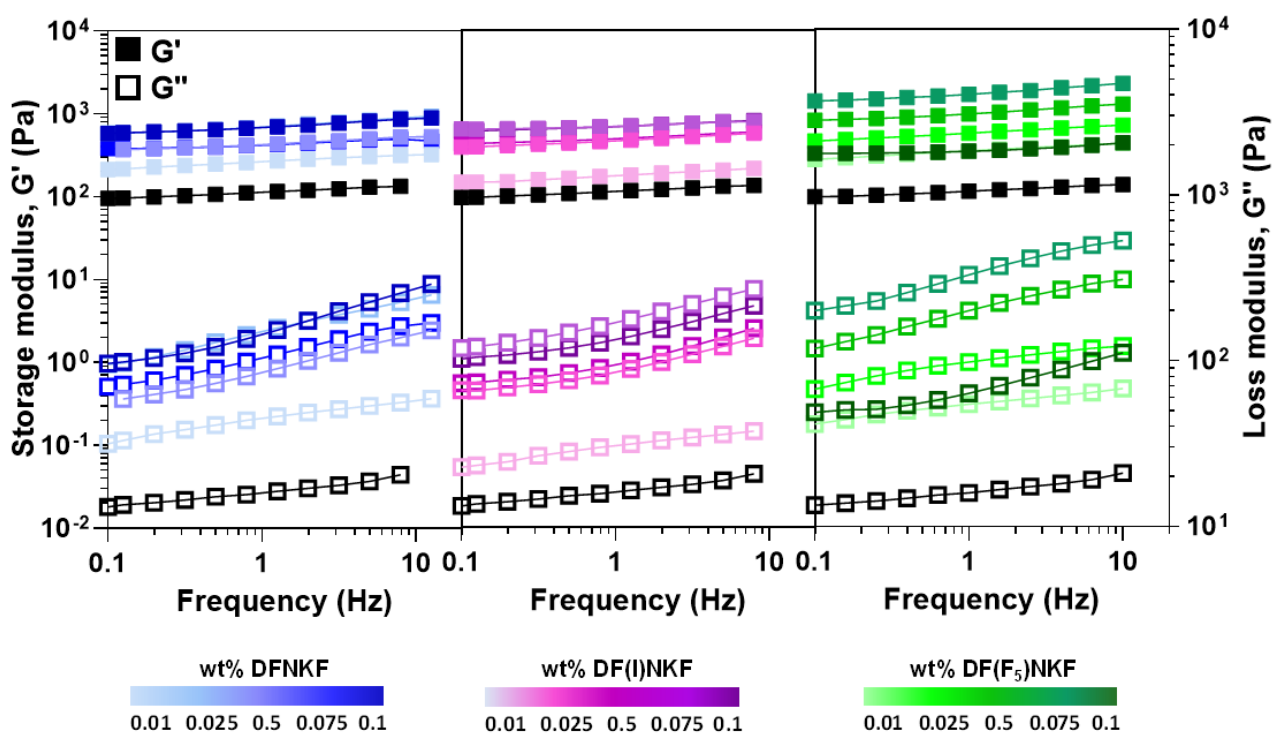 G'
G"
Storage modulus, G' (Pa)
10⁴
10³
10²
10¹
10⁰
10⁻¹
10⁻²
Loss modulus, G" (Pa)
10⁴
10³
10²
10¹
0.1 1 10 0.1 1 10 0.1 1 10
Frequency (Hz) Frequency (Hz) Frequency (Hz)
wt% DFNKF wt% DF(I)NKF wt% DF(F₅)NKF
0.01 0.025 0.5 0.075 0.1 0.01 0.025 0.5 0.075 0.1 0.01 0.025 0.5 0.075 0.1